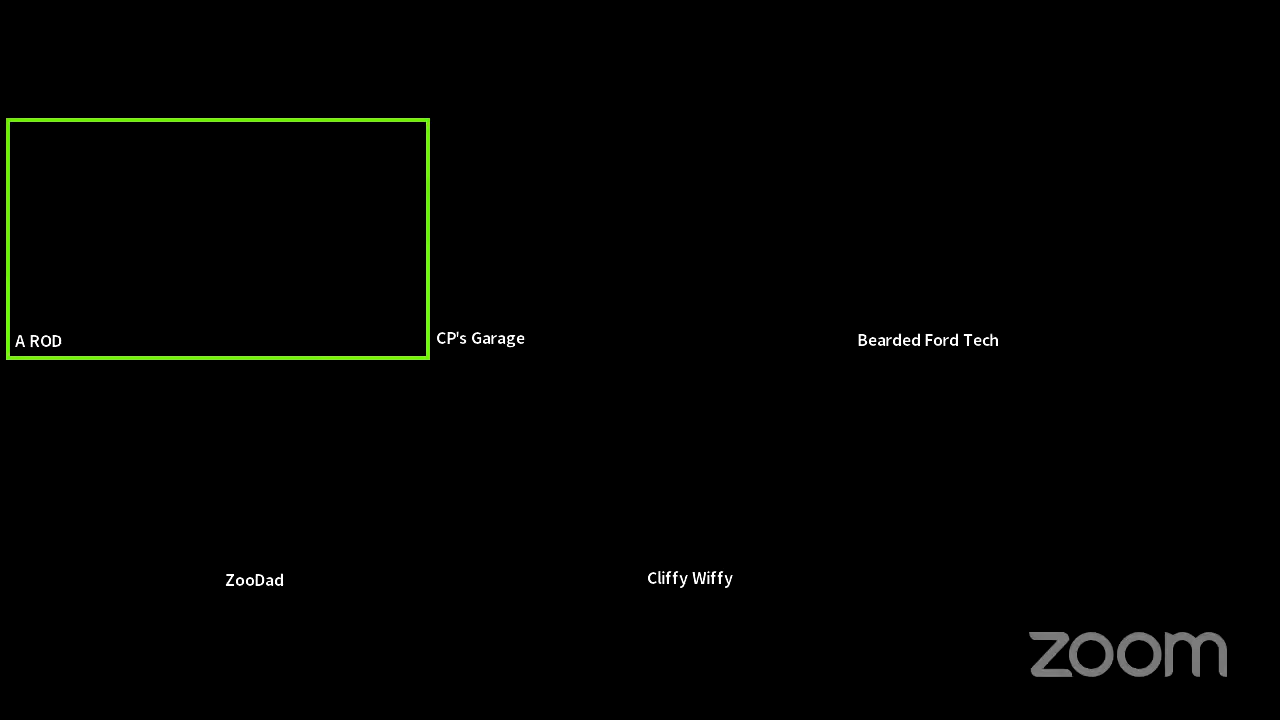 A ROD
CP's Garage
Bearded Ford Tech
ZooDad
Cliffy Wiffy
zoom